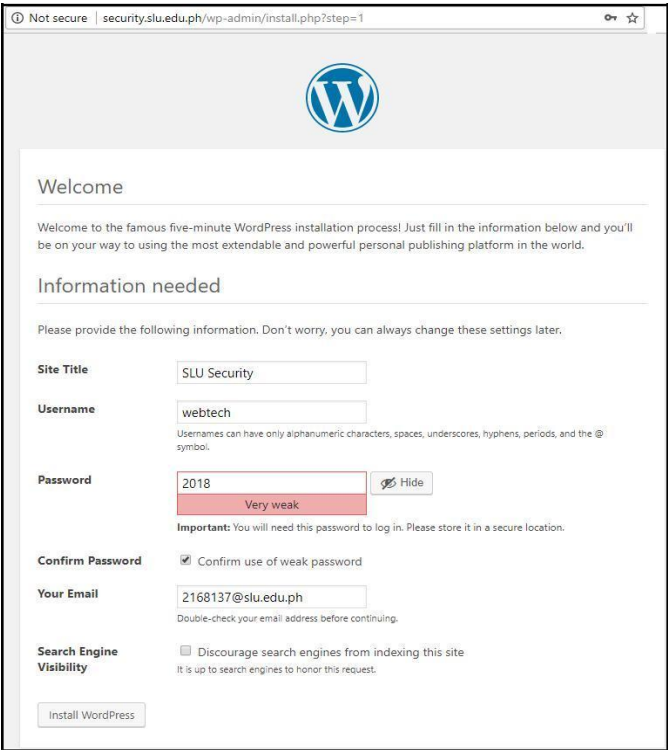 Not secure | security.slu.edu.ph/wp-admin/install.php?step=1
W
Welcome
Welcome to the famous five-minute WordPress installation process! Just fill in the information below and you'll
be on your way to using the most extendable and powerful personal publishing platform in the world.
Information needed
Please provide the following information. Don't worry, you can always change these settings later.
Site Title
SLU Security
Username
webtech
Usernames can have only alphanumeric characters, spaces, underscores, hyphens, periods, and the @
symbol.
Password
2018
Hide
Very weak
Important: You will need this password to log in. Please store it in a secure location.
Confirm Password
Confirm use of weak password
Your Email
2168137@slu.edu.ph
Double-check your email address before continuing.
Search Engine
Visibility
Discourage search engines from indexing this site
It is up to search engines to honor this request.
Install WordPress